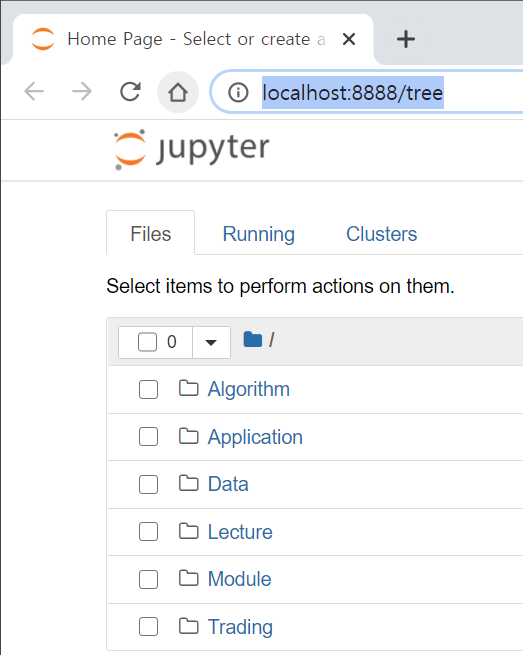 Home Page - Select or create a
localhost:8888/tree
jupyter
Files Running Clusters
Select items to perform actions on them.
0 /
Algorithm
Application
Data
Lecture
Module
Trading